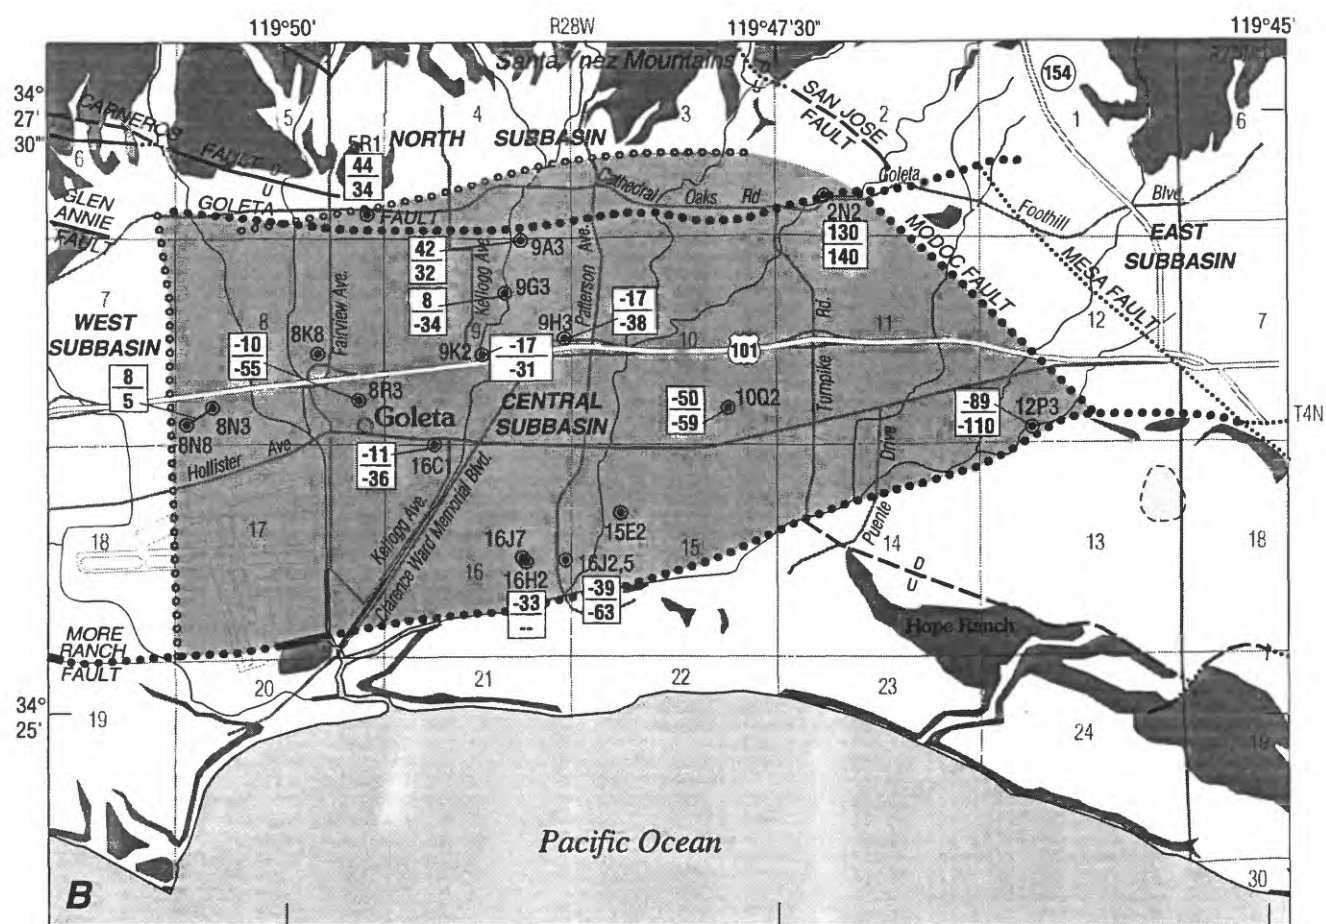 119°50'
R28W
119°47'30"
119°45'
Santa Ynez Mountains
154
34°
27'
30"
CARNEROS
FAULT
D
U
5
4
3
2
1
6
6
SAN JOSE
FAULT
D
U
5R1
44
34
NORTH SUBBASIN
GLEN
ANNIE
FAULT
GOLETA
FAULT
Cathedral Oaks Rd
Goleta
Foothill
Blvd
2N2
130
140
EAST
SUBBASIN
MODOC FAULT
MESA FAULT
42
32
9A3
8
-34
9G3
Kellogg Ave.
Patterson Ave.
Fairview Ave.
7
WEST
SUBBASIN
8
-10
-55
8K8
9
9K2
9H3
-17
-38
-17
-31
10
101
Turnpike Rd.
11
12
7
8
5
8N3
8N8
8R3
Goleta
CENTRAL
SUBBASIN
-50
-59
10Q2
-89
-110
12P3
T4N
Hollister Ave
-11
-36
16C1
Kellogg Ave.
Clarence Ward Memorial Blvd.
Puente Drive
18
17
16J7
16
16H2
-33
--
15E2
16J2,5
-39
-63
15
14
13
18
D
U
Hope Ranch
MORE
RANCH
FAULT
34°
25'
19
20
21
22
23
24
19
30
Pacific Ocean
B